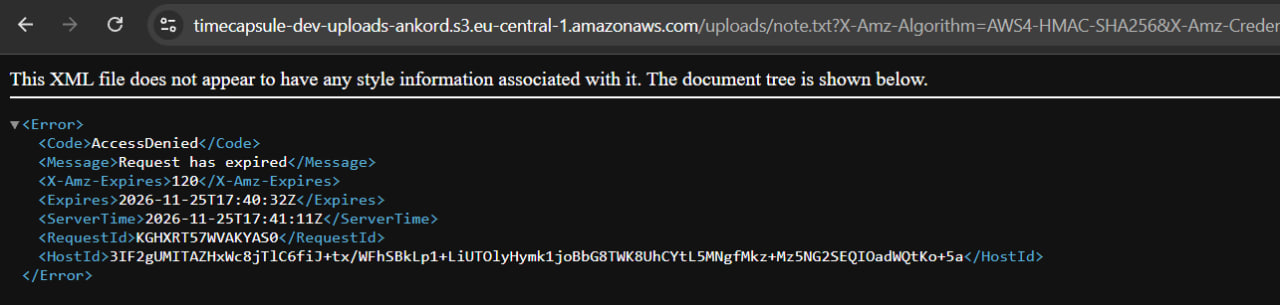 timecapsule-dev-uploads-ankord.s3.eu-central-1.amazonaws.com/uploads/note.txt?X-Amz-Algorithm=AWS4-HMAC-SHA256&X-Amz-Creder
This XML file does not appear to have any style information associated with it. The document tree is shown below.
▼<Error>
<Code>AccessDenied</Code>
<Message>Request has expired</Message>
<X-Amz-Expires>120</X-Amz-Expires>
<Expires>2026-11-25T17:40:32Z</Expires>
<ServerTime>2026-11-25T17:41:11Z</ServerTime>
<RequestId>KGHXRT57WVAKYAS0</RequestId>
<HostId>3IF2gUMITAZHxWc8jTlC6fiJ+tx/WFhSBkLp1+LiUTOlyHymk1joBbG8TWK8UhCYtL5MNgfMkz+Mz5NG2SEQIOadWQtKo+5a</HostId>
</Error>